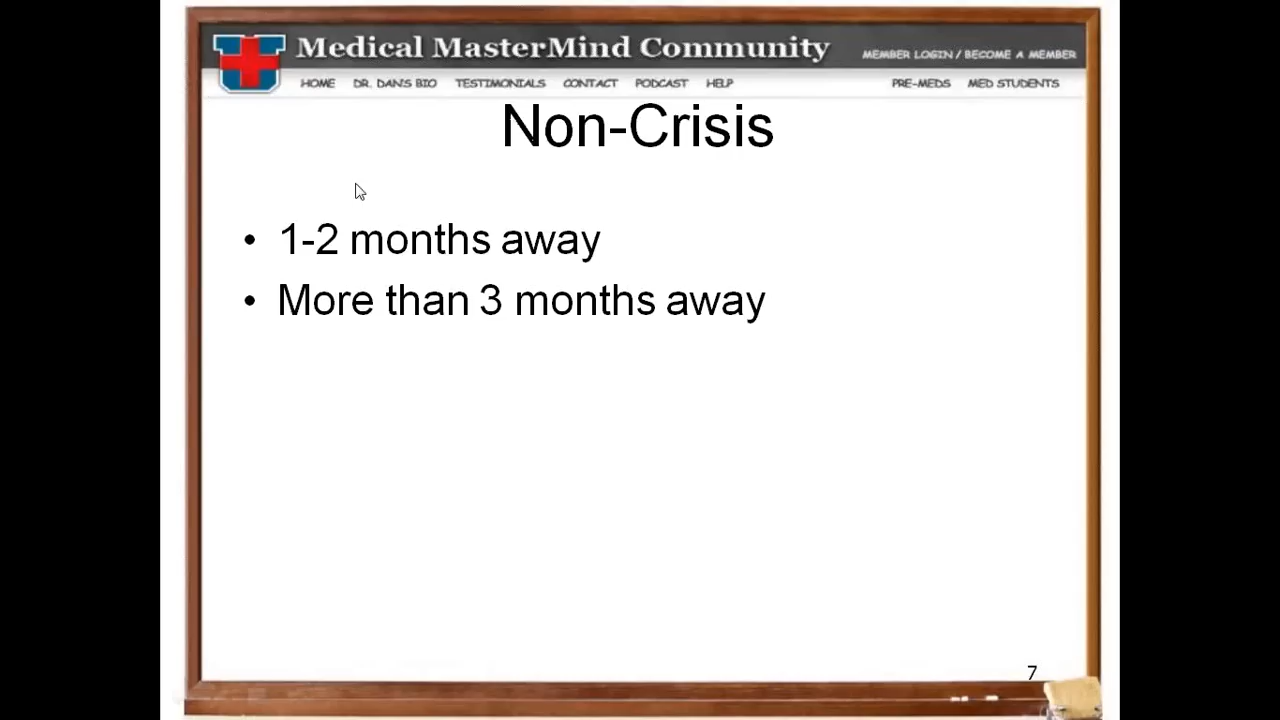 Medical MasterMind Community
MEMBER LOGIN / BECOME A MEMBER
HOME DR. DAN'S BIO TESTIMONIALS CONTACT PODCAST HELP PRE-MEDS MED STUDENTS
Non-Crisis
• 1-2 months away
• More than 3 months away
7